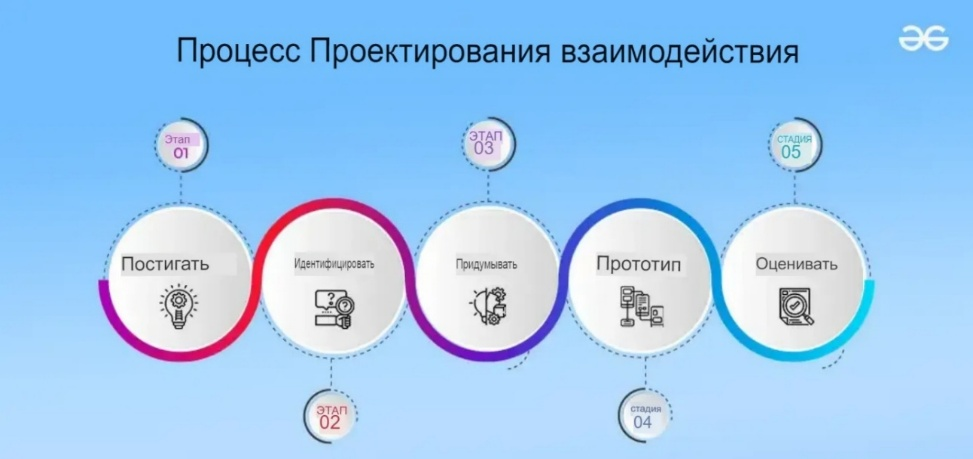 Процесс Проектирования взаимодействия
Этап
01
ЭТАП
03
СТАДИЯ
05
Постигать
Идентифицировать
Придумывать
Прототип
Оценивать
ЭТАП
02
стадия
04